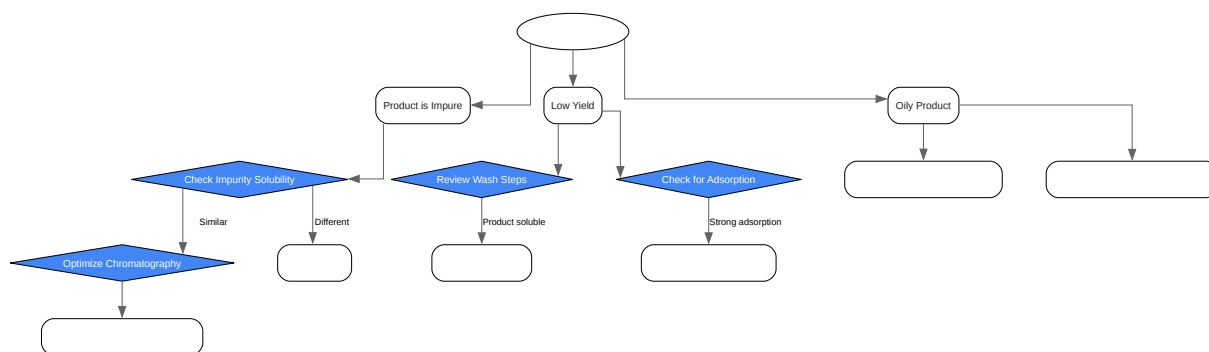 Product is Impure
Low Yield
Oily Product
Check Impurity Solubility
Review Wash Steps
Check for Adsorption
Similar
Different
Product soluble
Strong adsorption
Optimize Chromatography